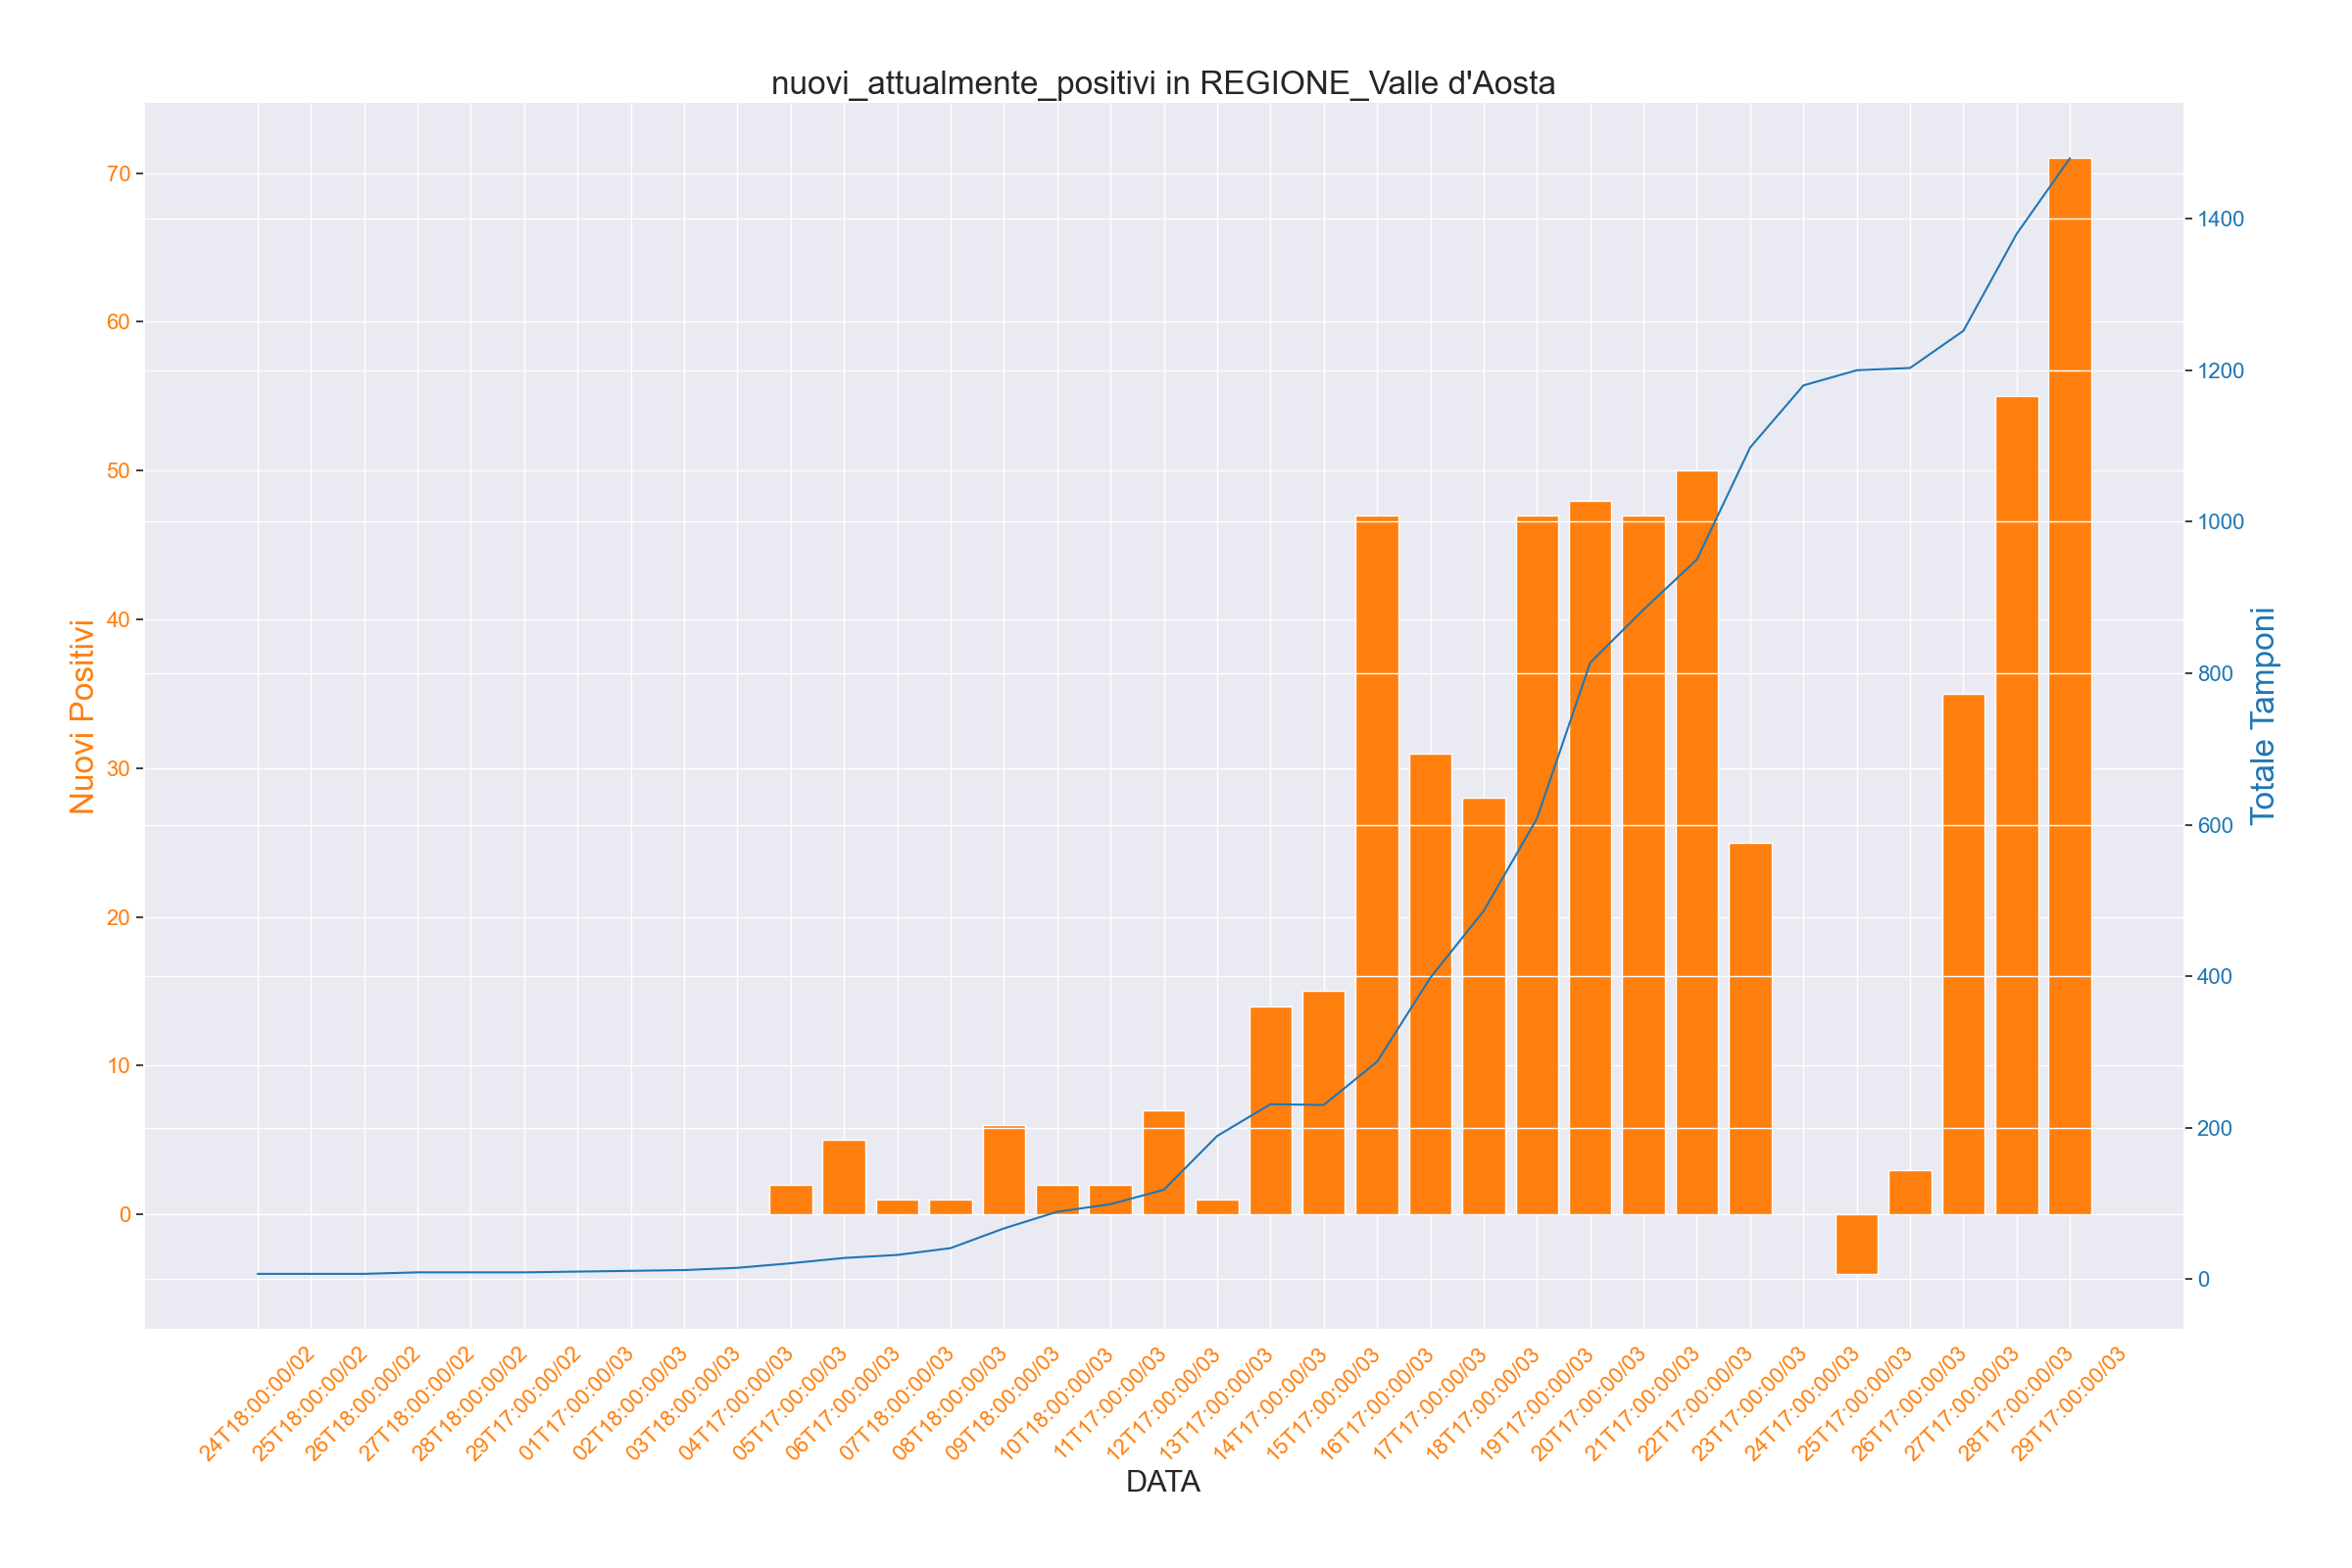 nuovi_attualmente_positivi in REGIONE_Valle d'Aosta
Nuovi Positivi
70
60
50
40
30
20
10
0
1400
1200
1000
800
600
400
200
0
Totale Tamponi
24T18:00:00/02
25T18:00:00/02
26T18:00:00/02
27T18:00:00/02
28T18:00:00/02
29T17:00:00/02
01T17:00:00/03
02T18:00:00/03
03T18:00:00/03
04T17:00:00/03
05T17:00:00/03
06T17:00:00/03
07T18:00:00/03
08T18:00:00/03
09T18:00:00/03
10T18:00:00/03
11T17:00:00/03
12T17:00:00/03
13T17:00:00/03
14T17:00:00/03
15T17:00:00/03
16T17:00:00/03
17T17:00:00/03
18T17:00:00/03
19T17:00:00/03
20T17:00:00/03
21T17:00:00/03
22T17:00:00/03
23T17:00:00/03
24T17:00:00/03
25T17:00:00/03
26T17:00:00/03
27T17:00:00/03
28T17:00:00/03
29T17:00:00/03
DATA